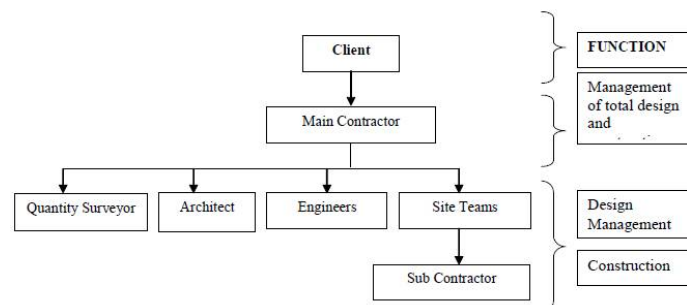 Client
FUNCTION
Management
of total design
and
Main Contractor
Quantity Surveyor
Architect
Engineers
Site Teams
Design
Management
Sub Contractor
Construction